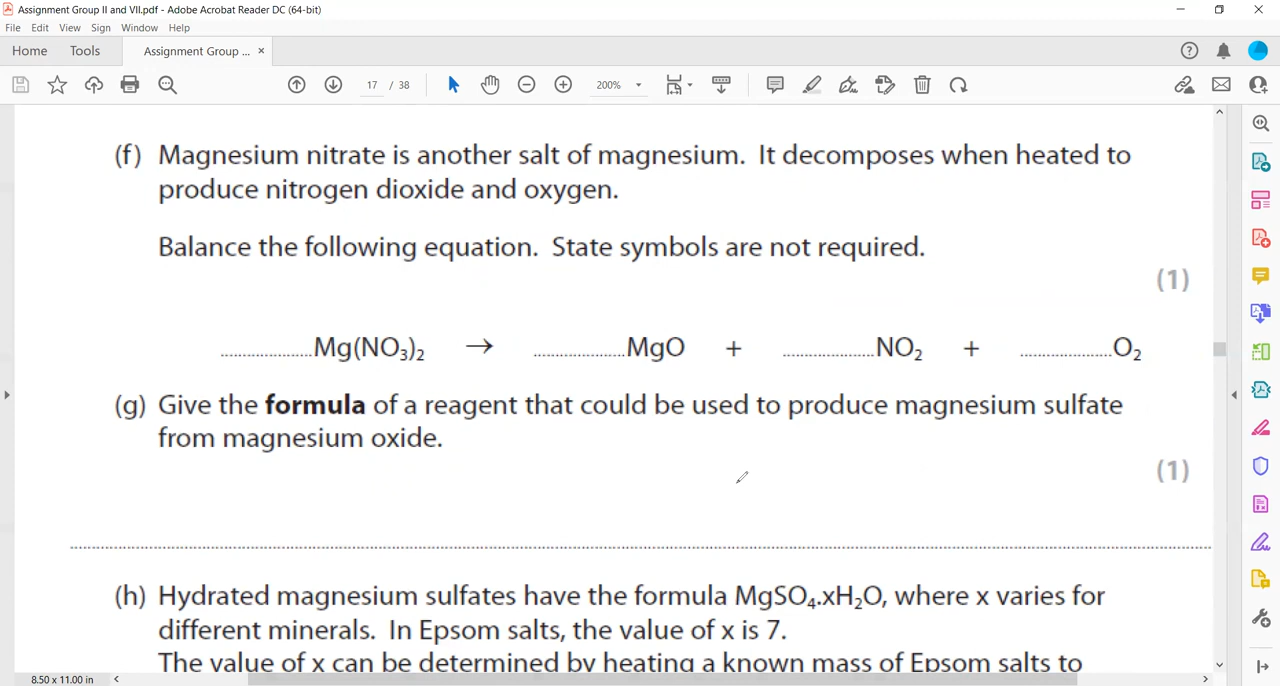 Assignment Group II and VII.pdf - Adobe Acrobat Reader DC (64-bit)
File Edit View Sign Window Help
Home Tools Assignment Group ... ×
17 / 38 200%
(f) Magnesium nitrate is another salt of magnesium. It decomposes when heated to
produce nitrogen dioxide and oxygen.
Balance the following equation. State symbols are not required.
(1)
....................Mg(NO₃)₂ → ....................MgO + ....................NO₂ + ....................O₂
(g) Give the formula of a reagent that could be used to produce magnesium sulfate
from magnesium oxide.
(1)
(h) Hydrated magnesium sulfates have the formula MgSO₄.xH₂O, where x varies for
different minerals. In Epsom salts, the value of x is 7.
The value of x can be determined by heating a known mass of Epsom salts to
8.50 x 11.00 in